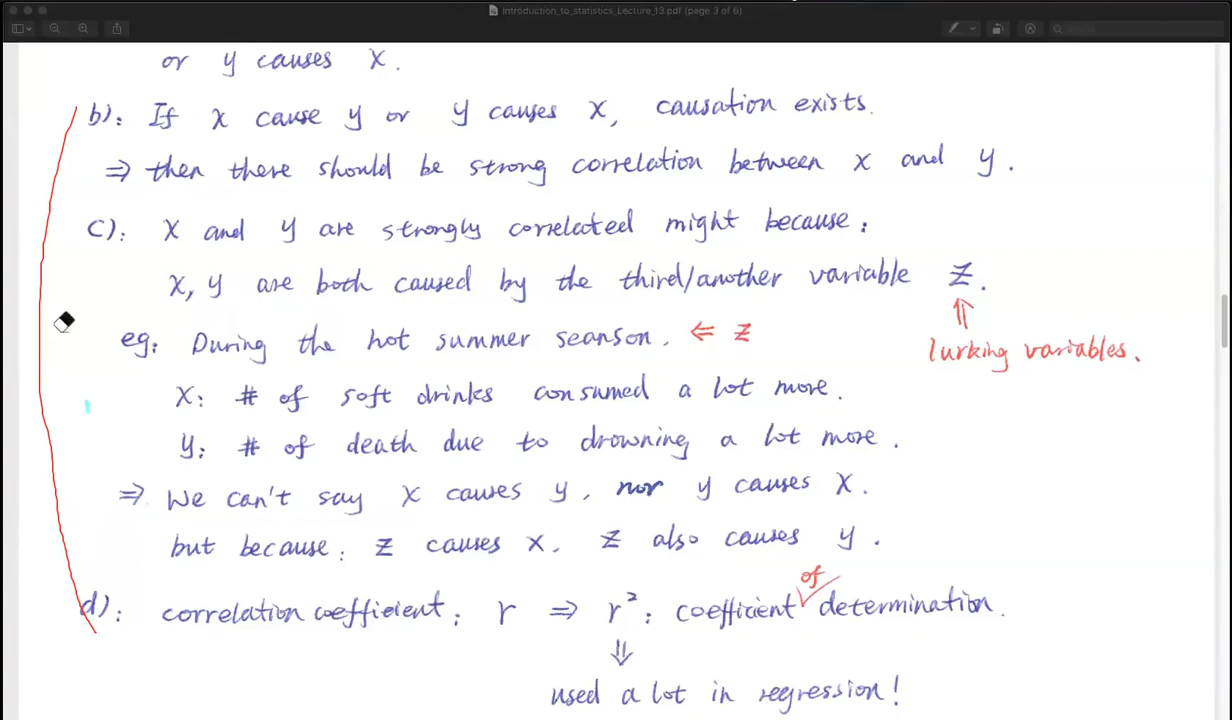 Introduction_to_statistics_Lecture_13.pdf (page 3 of 6)
Search
or y causes x.
b): If x cause y or y causes x, causation exists.
⇒ then there should be strong correlation between x and y.
c): x and y are strongly correlated might because:
x, y are both caused by the third/another variable z.
eg: During the hot summer seanson. ⇐ z
⇑
lurking variables.
x: # of soft drinks consumed a lot more.
y: # of death due to drowning a lot more.
⇒ We can't say x causes y, nor y causes x.
but because: z causes x. z also causes y.
d): correlation coefficient: r ⇒ r²: coefficient of determination.
⇓
used a lot in regression!